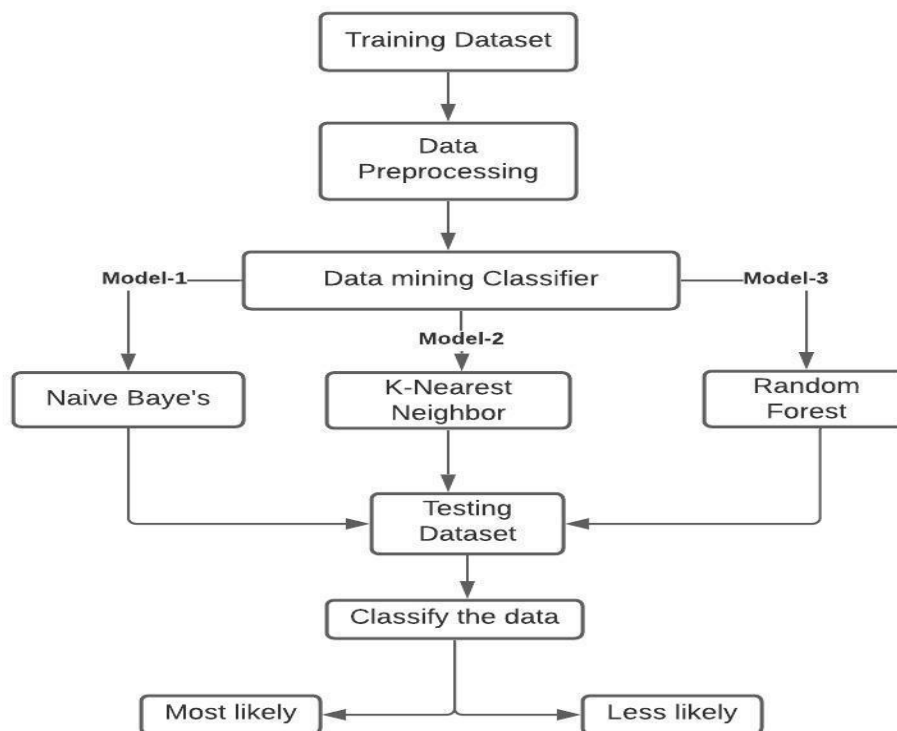 Training Dataset
Data
Preprocessing
Data mining Classifier
Model-1
Model-3
Model-2
Naive Baye's
K-Nearest
Neighbor
Random
Forest
Testing
Dataset
Classify the data
Most likely
Less likely